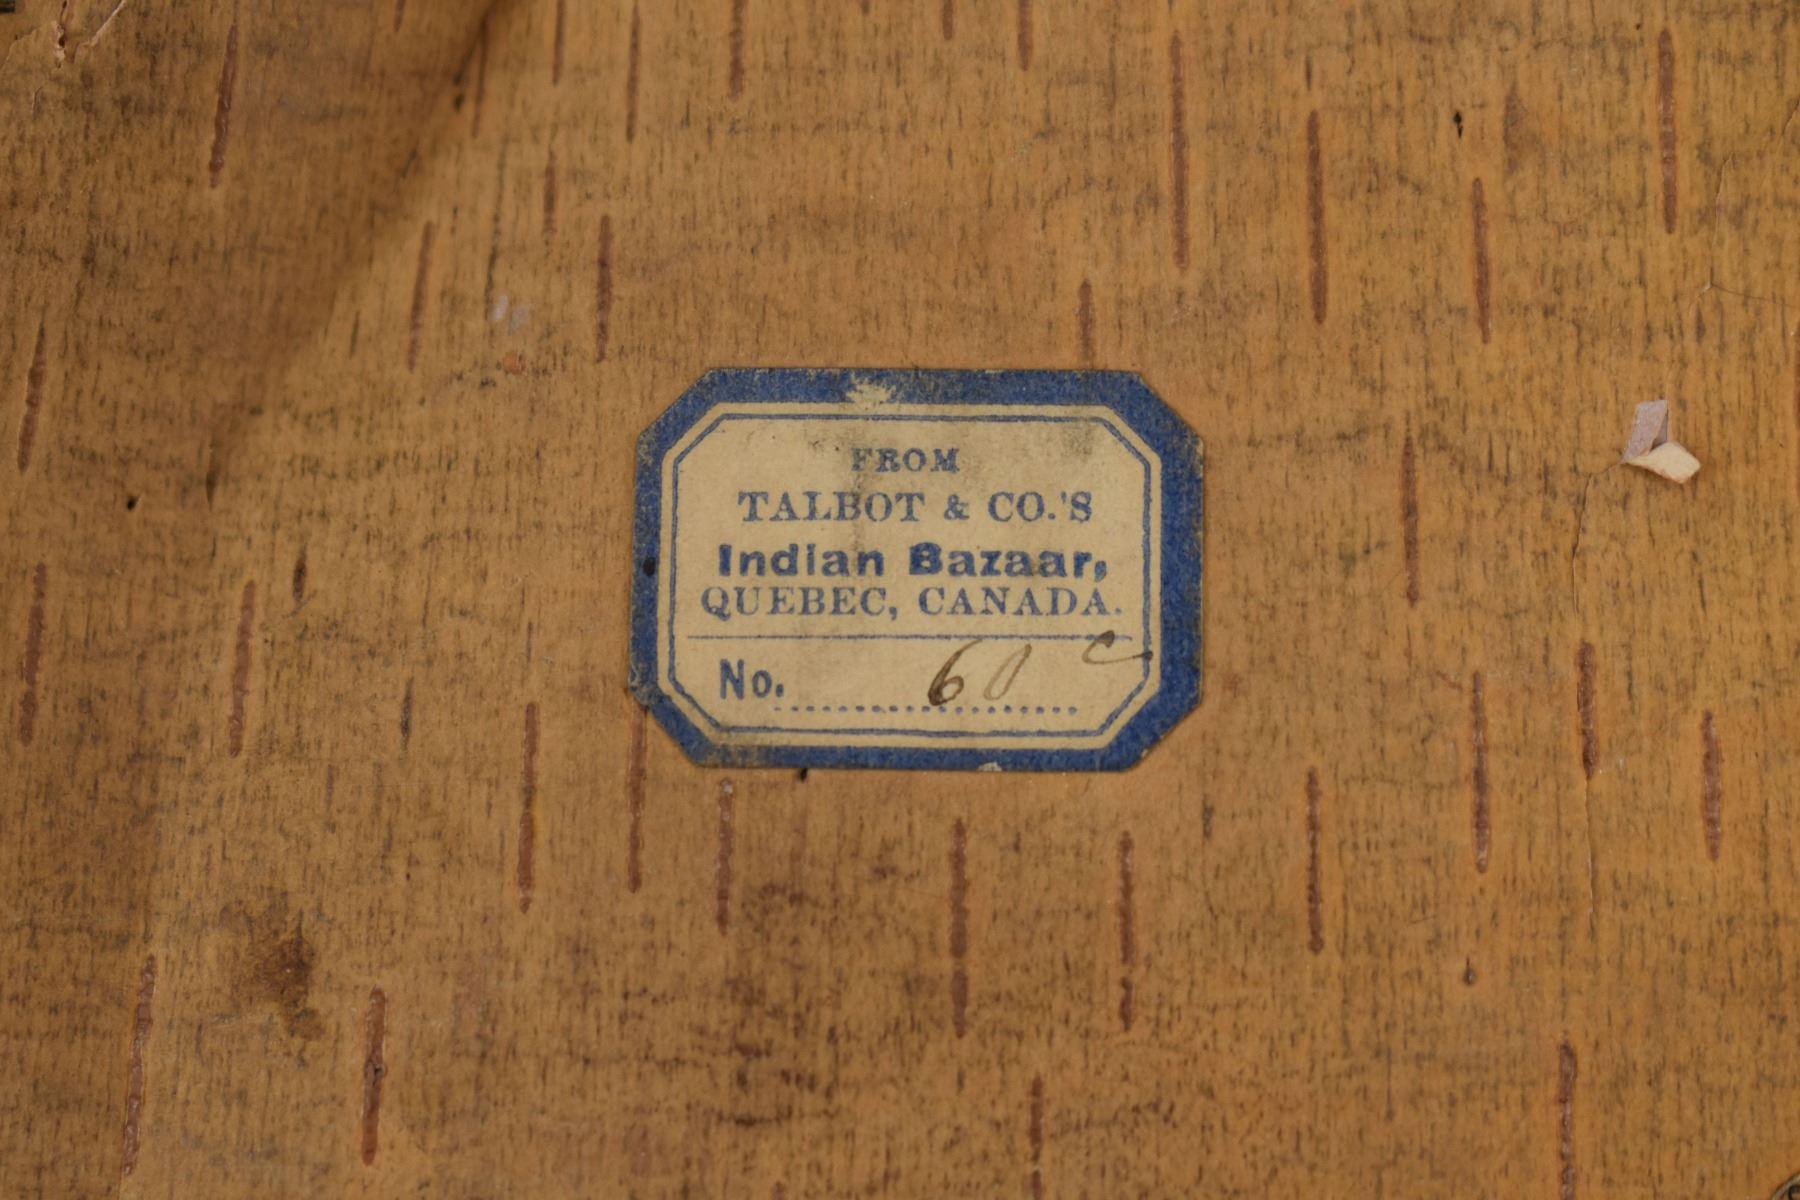 FROM
TALBOT & CO.'S
Indian Bazaar,
QUEBEC, CANADA.
No. 60 c